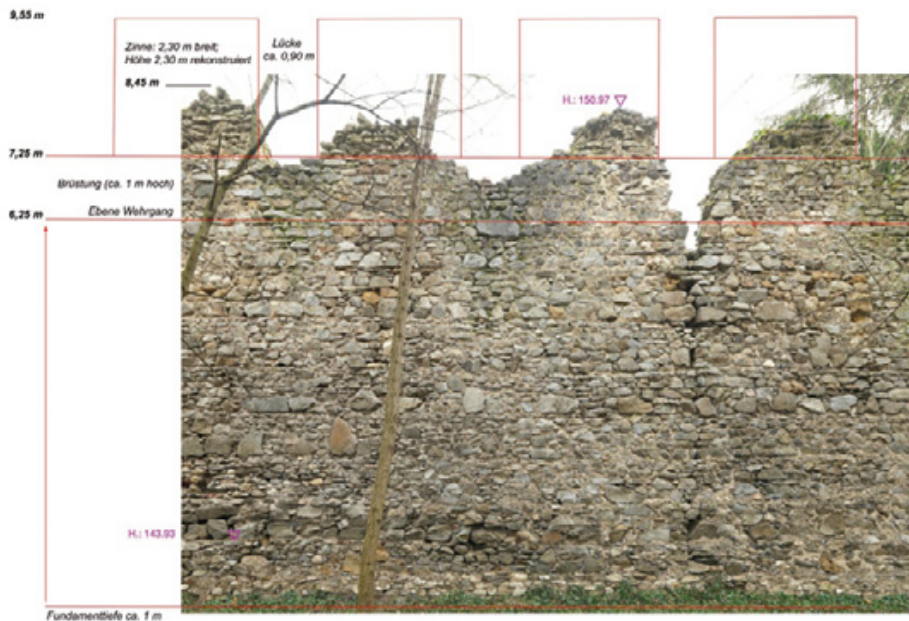 9,55 m
Zinne: 2,30 m breit;
Höhe 2,30 m rekonstruiert
Lücke
ca. 0,90 m
8,45 m
H.: 150.97
7,25 m
Brüstung (ca. 1 m hoch)
6,25 m
Ebene Wehrgang
H.: 143.93
Fundamenttiefe ca. 1 m